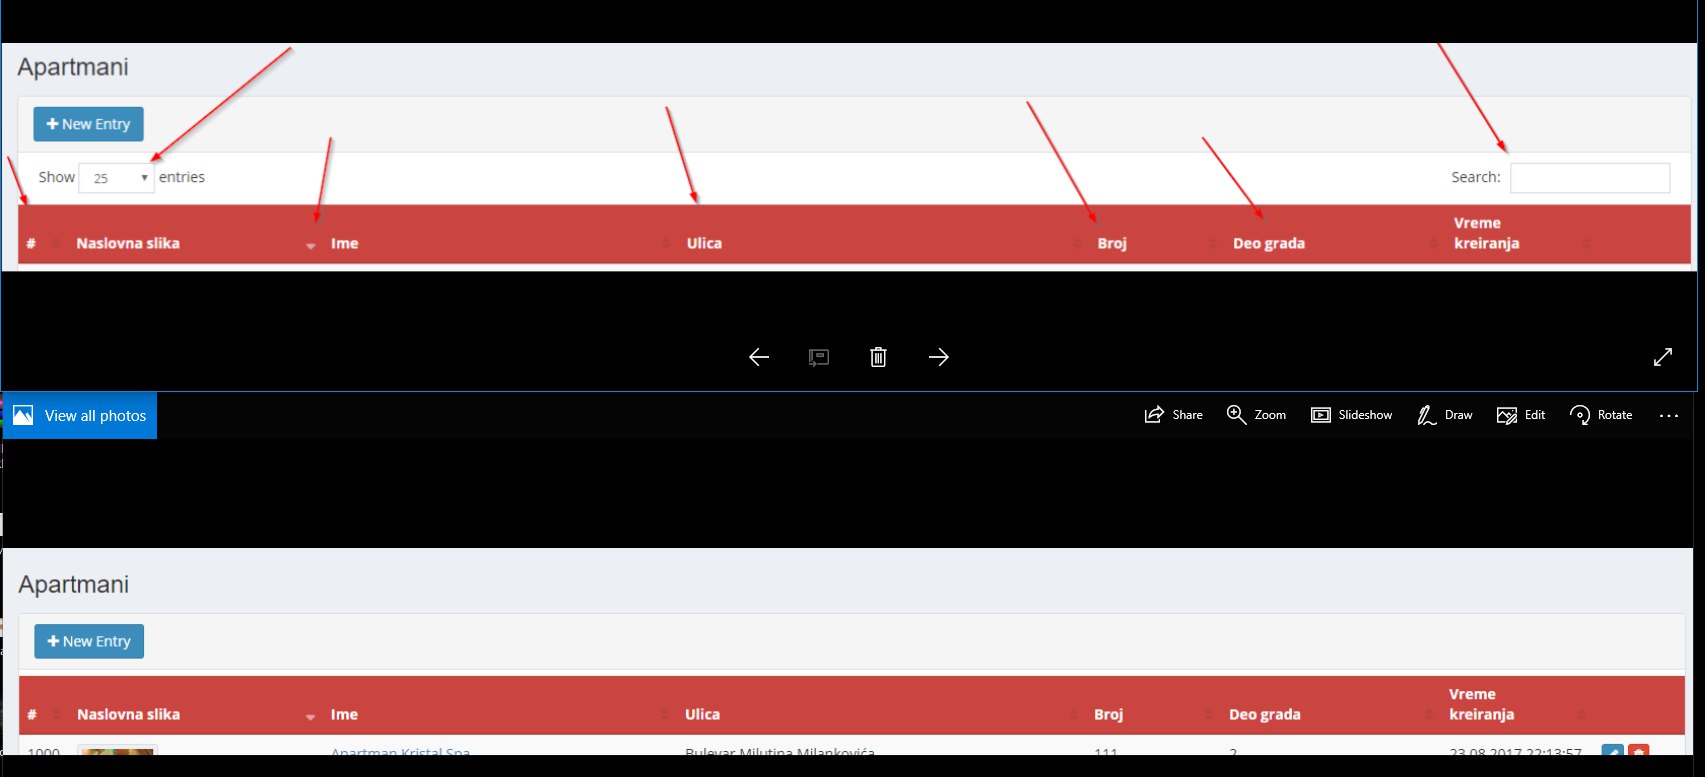 Apartmani
New Entry
Show 25 entries
Search:
# Naslovna slika Ime Ulica Broj Deo grada Vreme kreiranja
View all photos
Share Zoom Slideshow Draw Edit Rotate
Apartmani
New Entry
# Naslovna slika Ime Ulica Broj Deo grada Vreme kreiranja
1000 Apartman Kristal Spa Bulevar Milutina Milankovića 111 2 23.08.2017 22:13:57